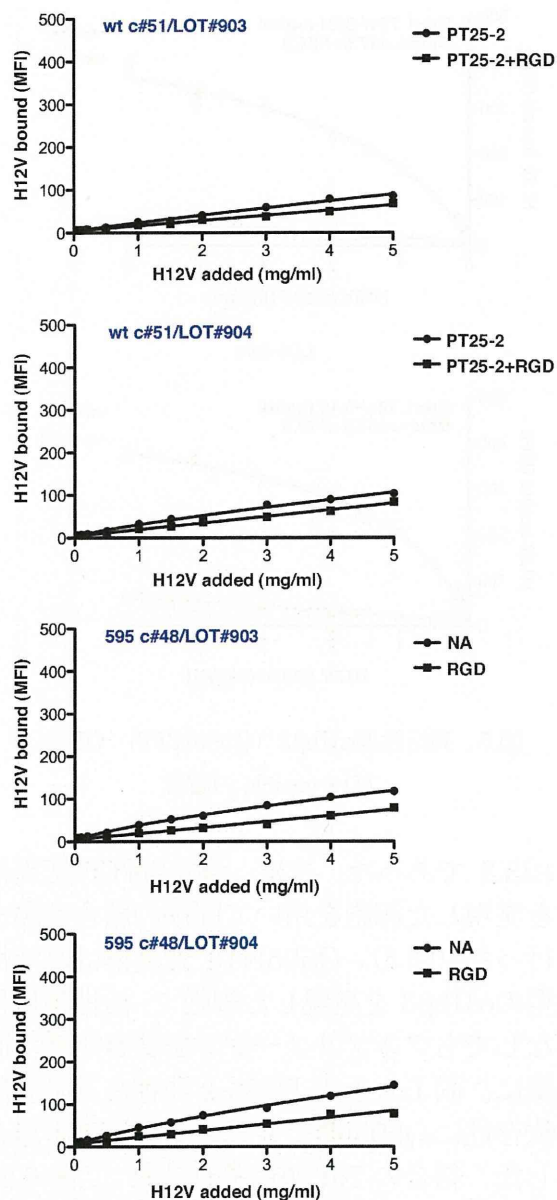 wt c#51/LOT#903
PT25-2
PT25-2+RGD
H12V bound (MFI)
500
400
300
200
100
0
0 1 2 3 4 5
H12V added (mg/ml)
wt c#51/LOT#904
PT25-2
PT25-2+RGD
H12V bound (MFI)
500
400
300
200
100
0
0 1 2 3 4 5
H12V added (mg/ml)
595 c#48/LOT#903
NA
RGD
H12V bound (MFI)
500
400
300
200
100
0
0 1 2 3 4 5
H12V added (mg/ml)
595 c#48/LOT#904
NA
RGD
H12V bound (MFI)
500
400
300
200
100
0
0 1 2 3 4 5
H12V added (mg/ml)